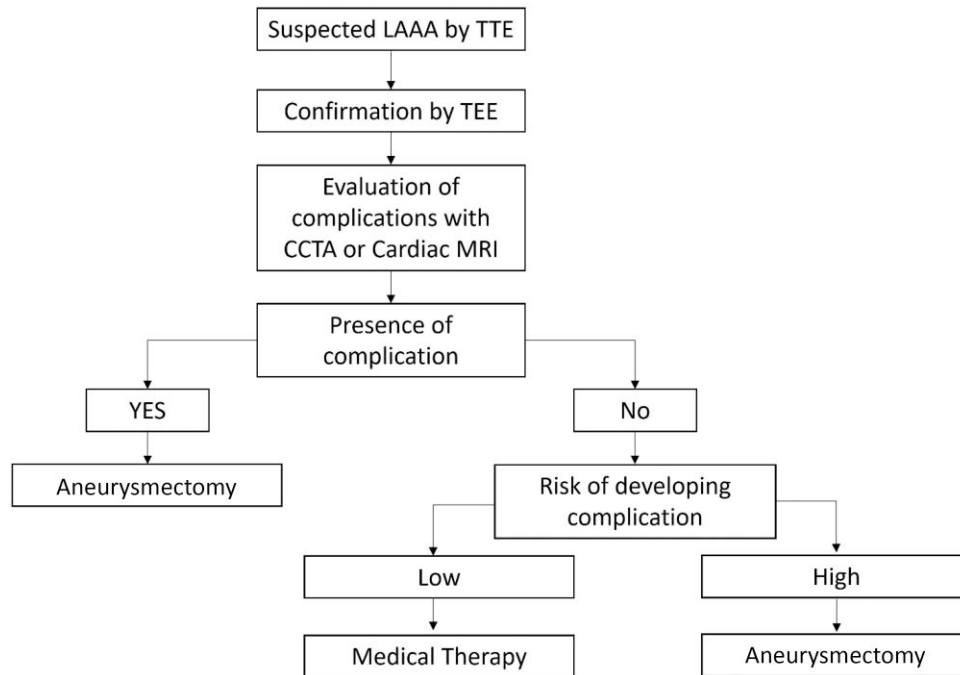 Suspected LAAA by TTE
Confirmation by TEE
Evaluation of
complications with
CCTA or Cardiac MRI
Presence of
complication
YES
No
Aneurysmectomy
Risk of developing
complication
Low
High
Medical Therapy
Aneurysmectomy